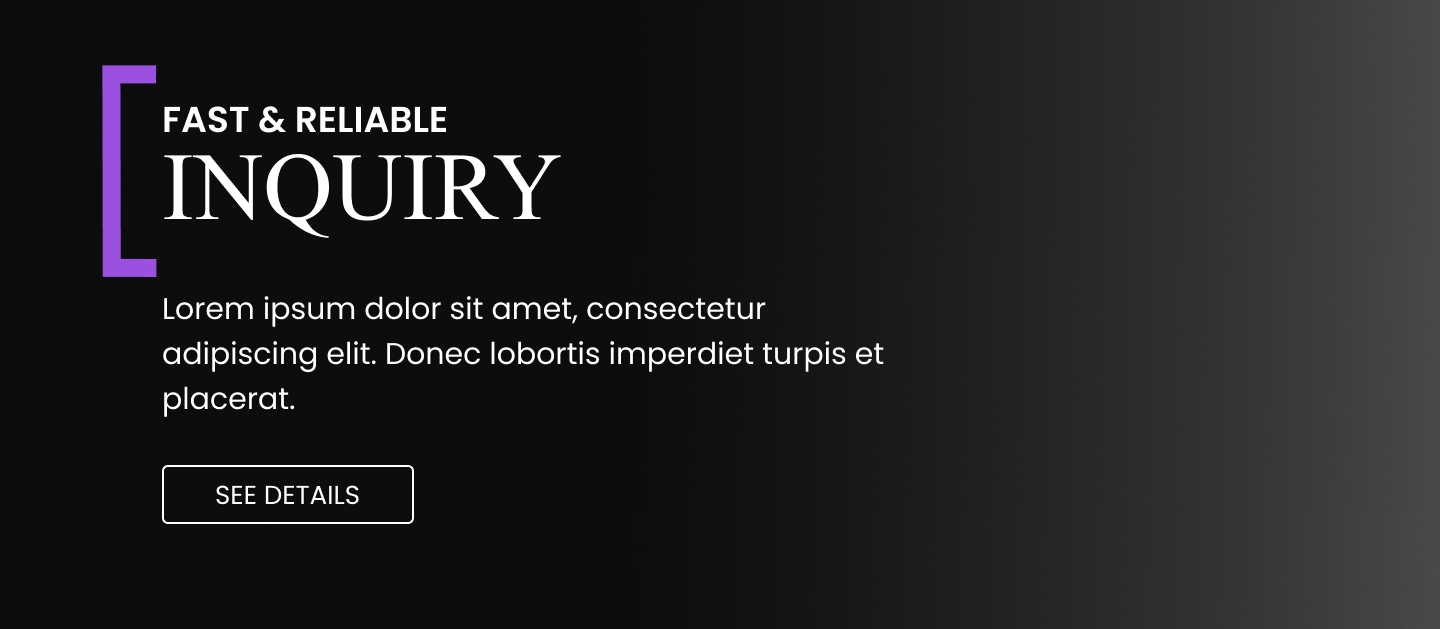 FAST & RELIABLE
INQUIRY
Lorem ipsum dolor sit amet, consectetur
adipiscing elit. Donec lobortis imperdiet turpis et
placerat.
SEE DETAILS